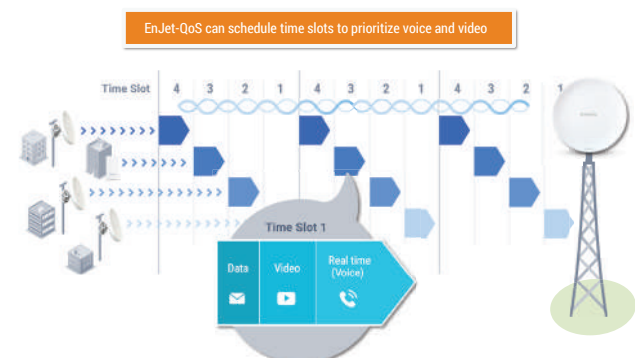 EnJet-QoS can schedule time slots to prioritize voice and video
Time Slot 4 3 2 1 4 3 2 1 4 3 2 1
Time Slot 1
Data Video Real time
(Voice)